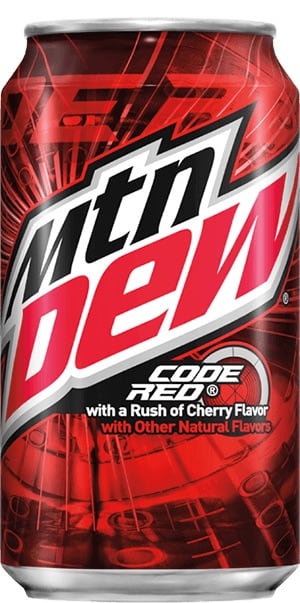 mtn
DEW
CODE
RED®
with a Rush of Cherry Flavor
with Other Natural Flavors
®